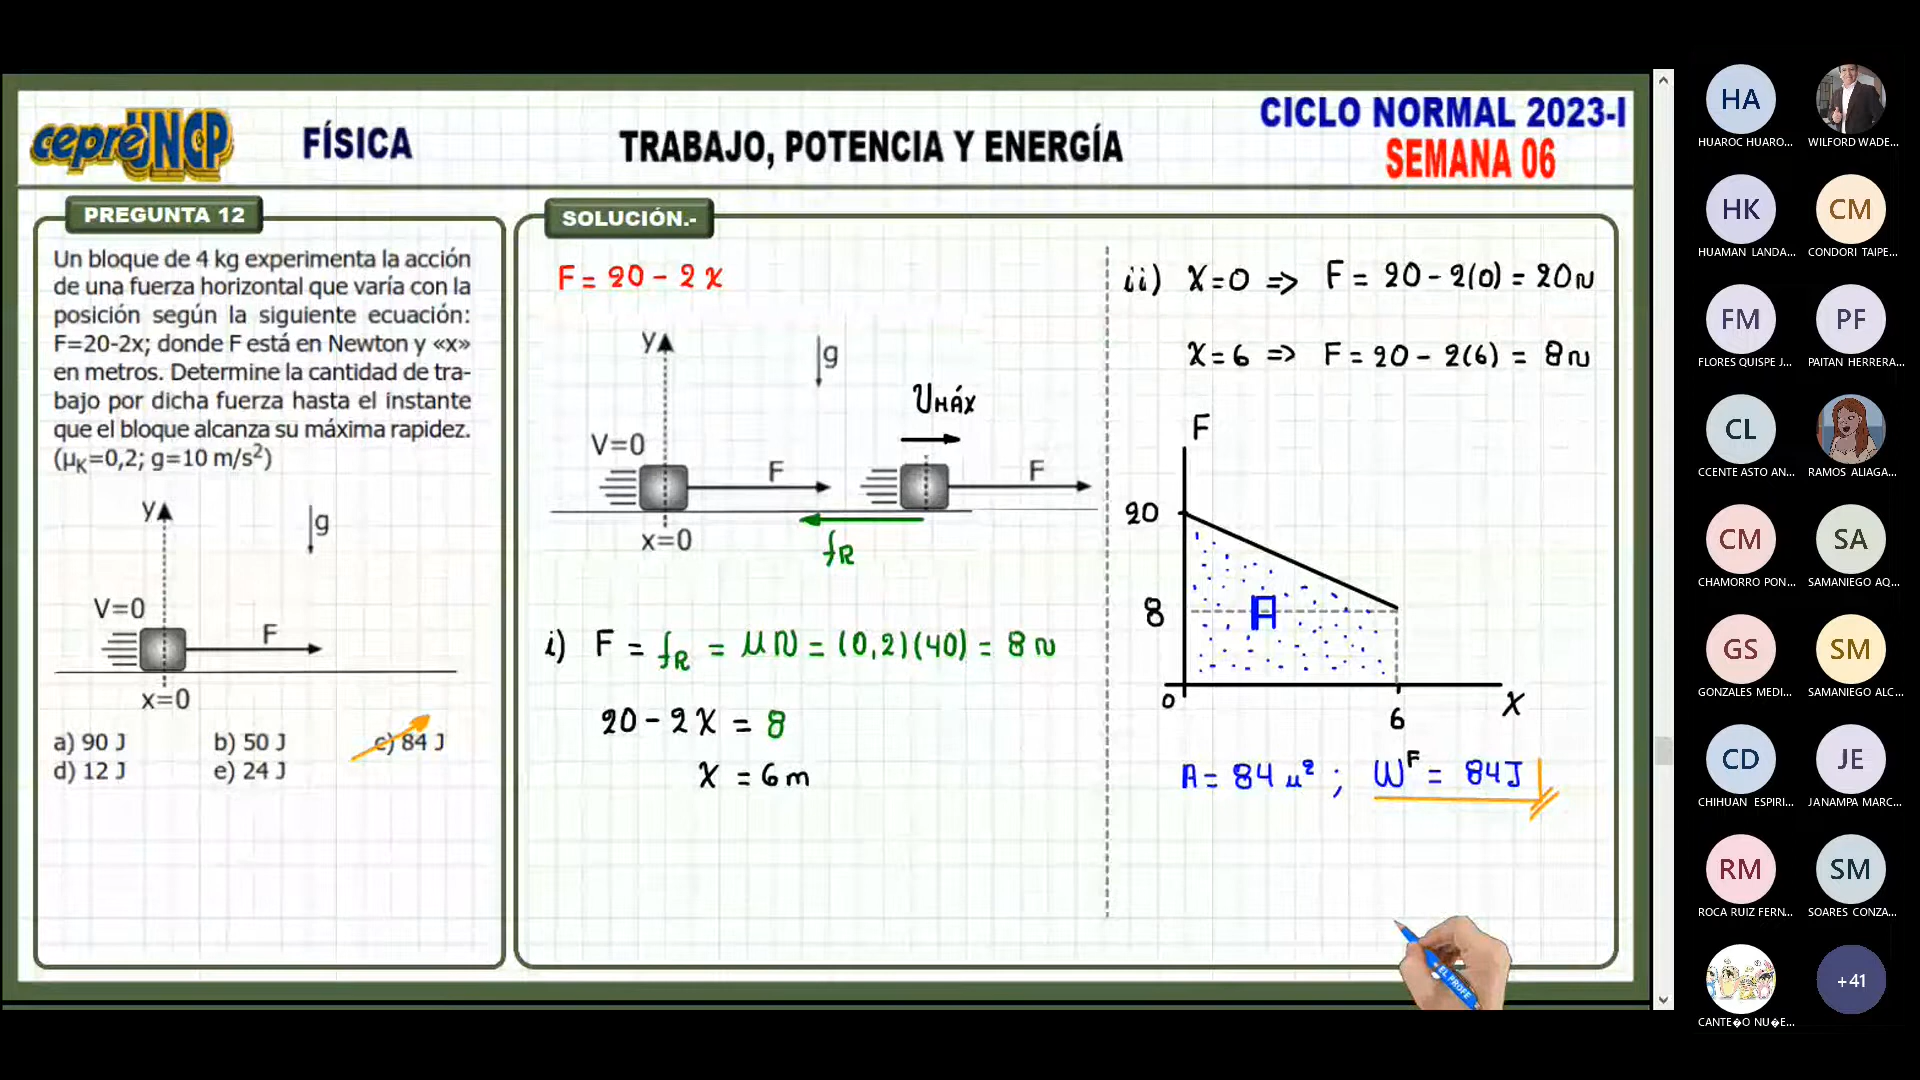 cepreUNCP
FÍSICA
TRABAJO, POTENCIA Y ENERGÍA
CICLO NORMAL 2023-I
SEMANA 06
PREGUNTA 12
Un bloque de 4 kg experimenta la acción
de una fuerza horizontal que varía con la
posición según la siguiente ecuación:
F=20-2x; donde F está en Newton y «x»
en metros. Determine la cantidad de tra-
bajo por dicha fuerza hasta el instante
que el bloque alcanza su máxima rapidez.
(μK=0,2; g=10 m/s²)
y
g
V=0
F
x=0
a) 90 J b) 50 J c) 84 J
d) 12 J e) 24 J
SOLUCIÓN.-
F = 20 - 2x
y
g
VMÁX
V=0
F
F
x=0
fR
i) F = fR = μN = (0,2)(40) = 8N
20 - 2x = 8
x = 6m
ii) x=0 => F = 20 - 2(0) = 20N
x=6 => F = 20 - 2(6) = 8N
F
20
8
A
0
6
x
A = 84 u² ; W^F = 84J
EL PROFE
HA
HUAROC HUARO...
WILFORD WADE...
HK
HUAMAN LANDA...
CM
CONDORI TAIPE...
FM
FLORES QUISPE J...
PF
PAITAN HERRERA...
CL
CCENTE ASTO AN...
RAMOS ALIAGA...
CM
CHAMORRO PON...
SA
SAMANIEGO AQ...
GS
GONZALES MEDI...
SM
SAMANIEGO ALC...
CD
CHIHUAN ESPIRI...
JE
JANAMPA MARC...
RM
ROCA RUIZ FERN...
SM
SOARES CONZA...
CANTE�O NU�E...
+41